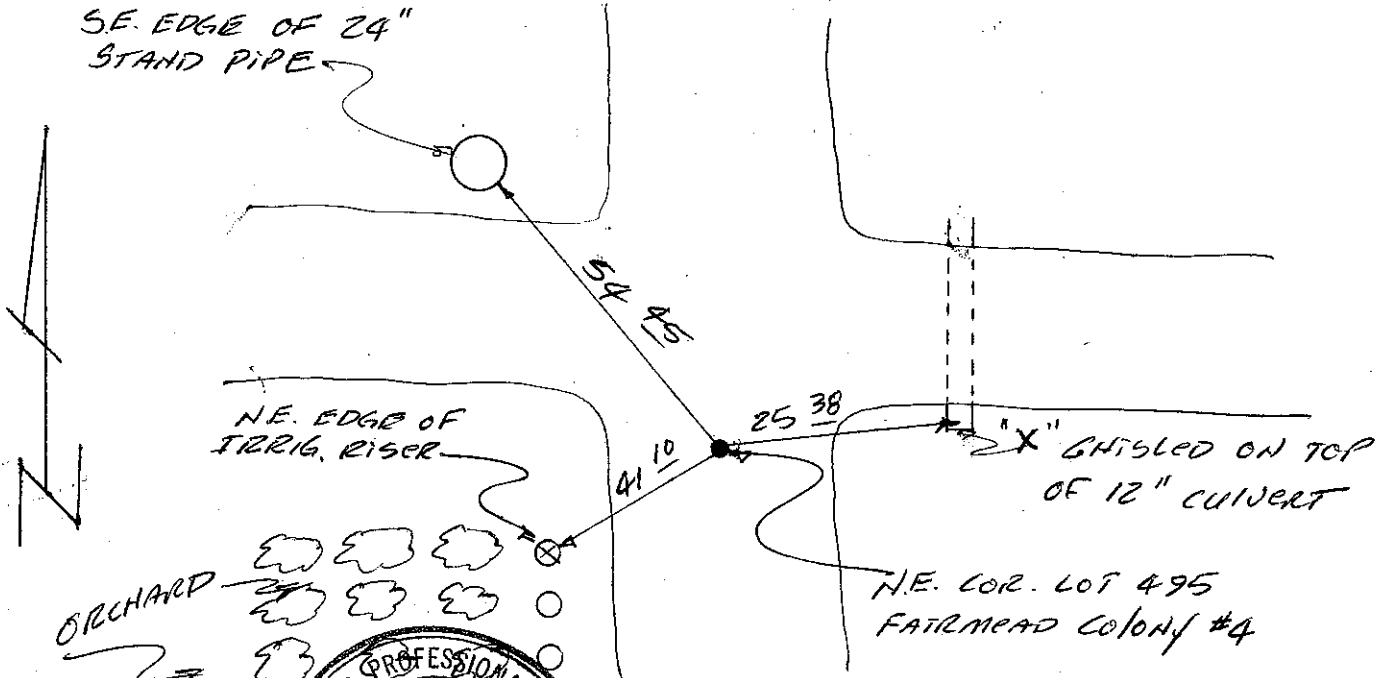 S.E. EDGE OF 24"
STAND PIPE
54 45
N.E. EDGE OF
IRRIG. RISER
25 38
41 10
"X" CHISLED ON TOP
OF 12" CULVERT
ORCHARD
N.E. COR. LOT 495
FAIRMEAD COLONY #4
PROFESSIONA